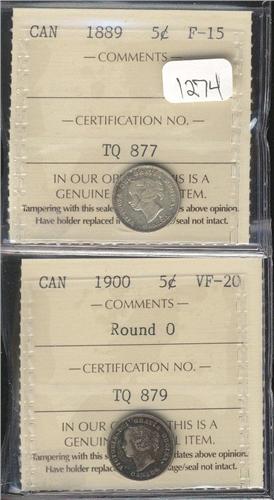 CAN 1889 5¢ F-15
1274
— COMMENTS —
— CERTIFICATION NO. —
TQ 877
IN OUR OP IS IS A
GENUINE ITEM.
Tampering with this seal s above opinion.
Have holder replaced i /seal not intact.
CAN 1900 5¢ VF-20
— COMMENTS —
Round 0
— CERTIFICATION NO. —
TQ 879
IN OUR O THIS IS A
GENUIN L ITEM.
Tampering with this s dates above opinion.
Have holder replac age/seal not intact.